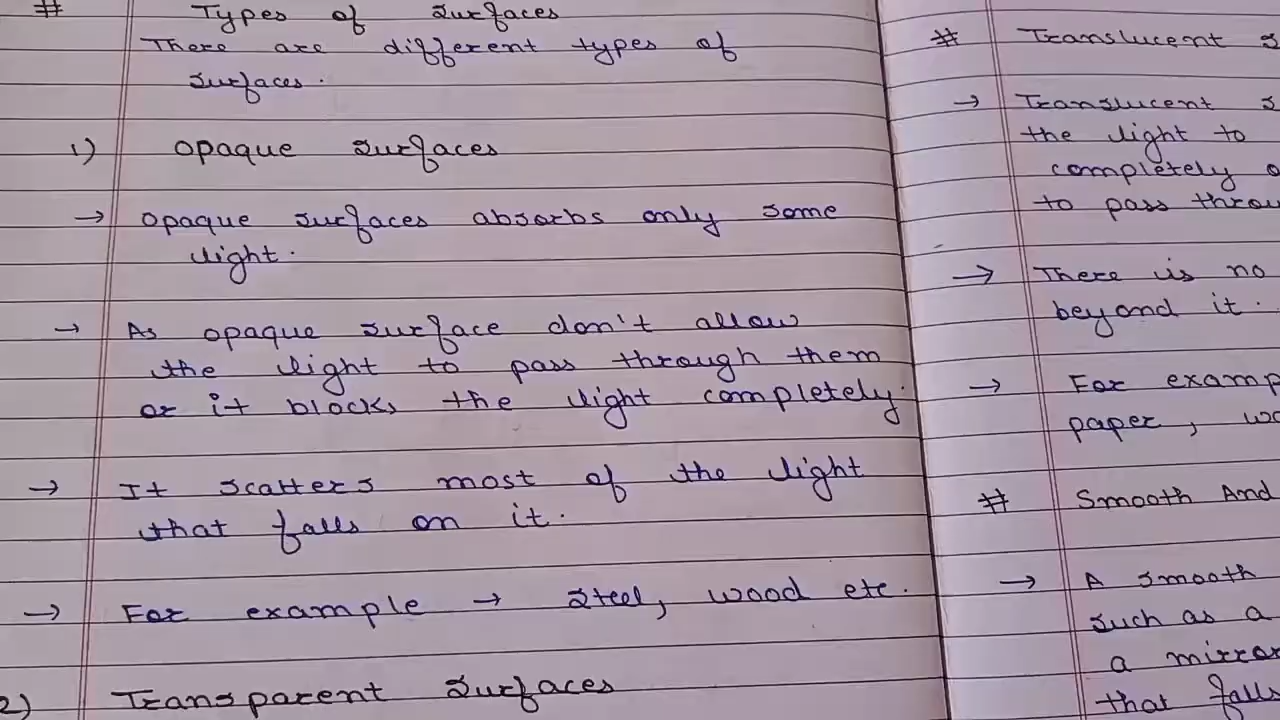 # Types of surfaces
There are different types of
surfaces.
1) opaque surfaces
→ opaque surfaces absorbs only some
light.
→ As opaque surface don't allow
the light to pass through them
or it blocks the light completely.
→ It scatters most of the light
that falls on it.
→ For example → steel, wood etc.
2) Transparent surfaces
# Translucent s
→ Translucent s
the light to
completely o
to pass throu
→ There is no
beyond it.
→ For examp
paper, wo
# Smooth And
→ A smooth
such as a
a mirror
that falls